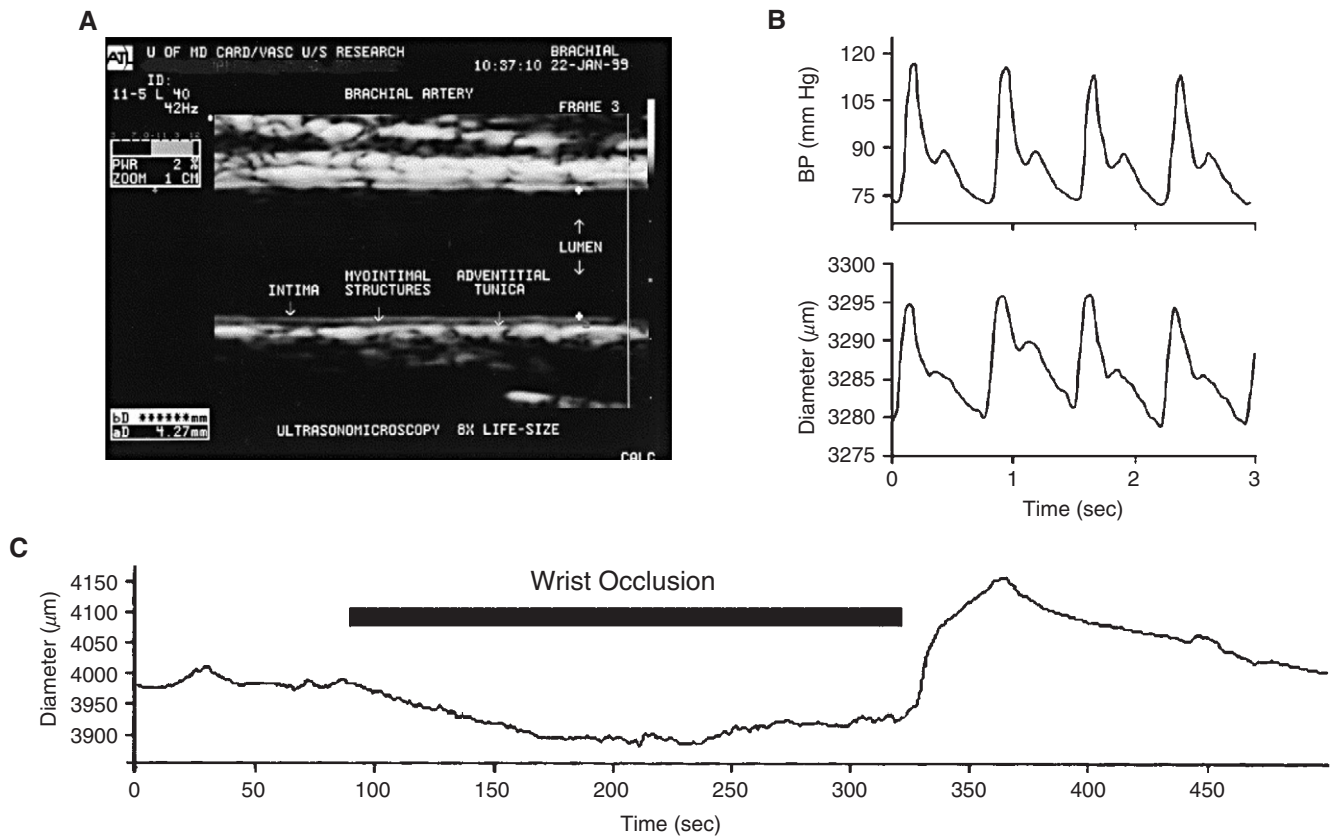 A
ATL
U OF MD CARD/VASC U/S RESEARCH
BRACHIAL
10:37:10 22-JAN-99
ID:
11-5 L 40
42Hz
BRACHIAL ARTERY
FRAME 3
PWR 2 %
ZOOM 1 CM
LUMEN
INTIMA
MYOINTIMAL
STRUCTURES
ADVENTITIAL
TUNICA
bD ******mm
aD 4.27mm
ULTRASONOMICROSCOPY 8X LIFE-SIZE
CALC
B
BP (mm Hg)
120
105
90
75
Diameter (μm)
3300
3295
3290
3285
3280
3275
0 1 2 3
Time (sec)
C
Wrist Occlusion
Diameter (μm)
4150
4100
4050
4000
3950
3900
0 50 100 150 200 250 300 350 400 450
Time (sec)